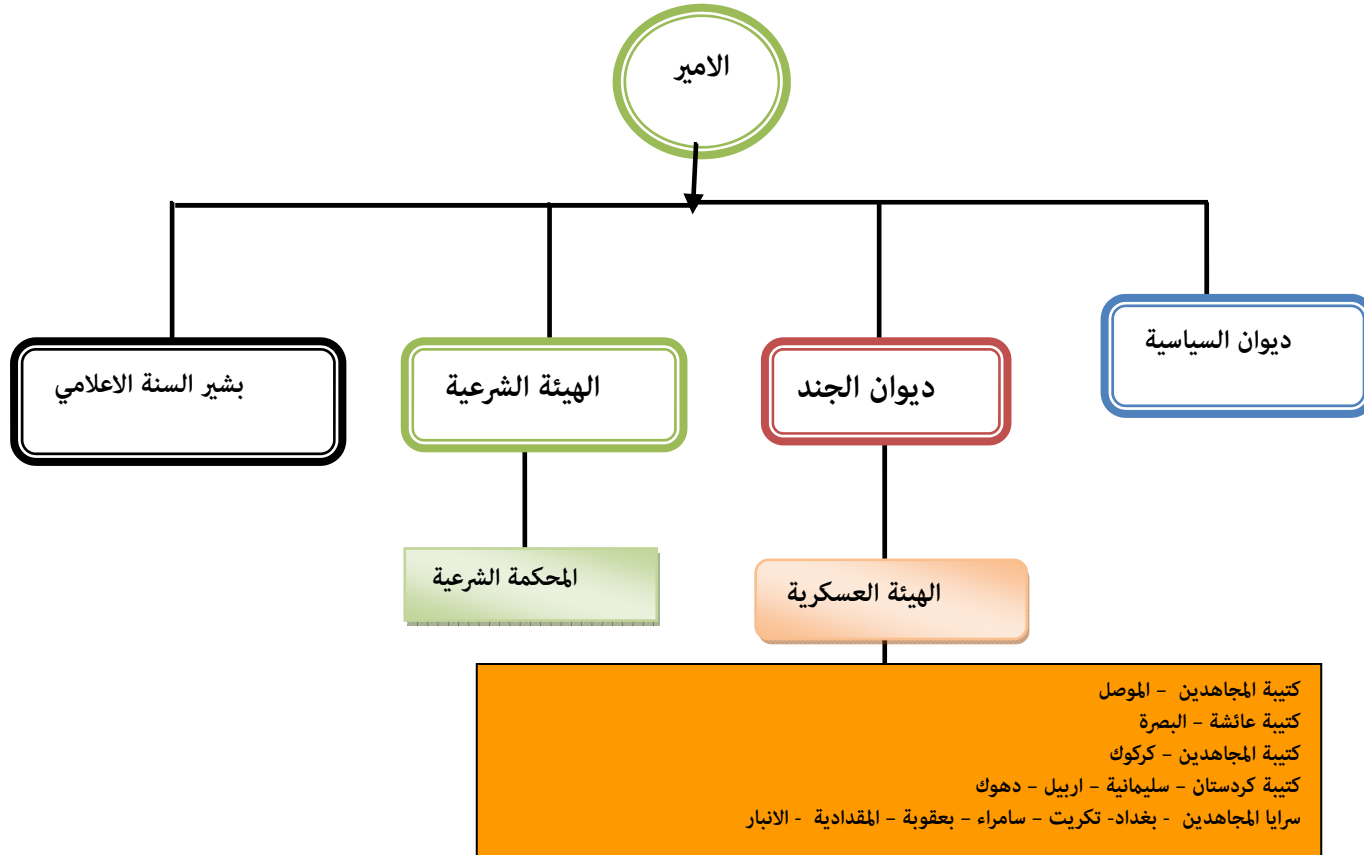 الامير
ديوان السياسية
ديوان الجند
الهيئة الشرعية
بشير السنة الاعلامي
الهيئة العسكرية
المحكمة الشرعية
كتيبة المجاهدين – الموصل
كتيبة عائشة – البصرة
كتيبة المجاهدين – كركوك
كتيبة كردستان – سليمانية – اربيل – دهوك
سرايا المجاهدين - بغداد- تكريت – سامراء – بعقوبة – المقدادية - الانبار